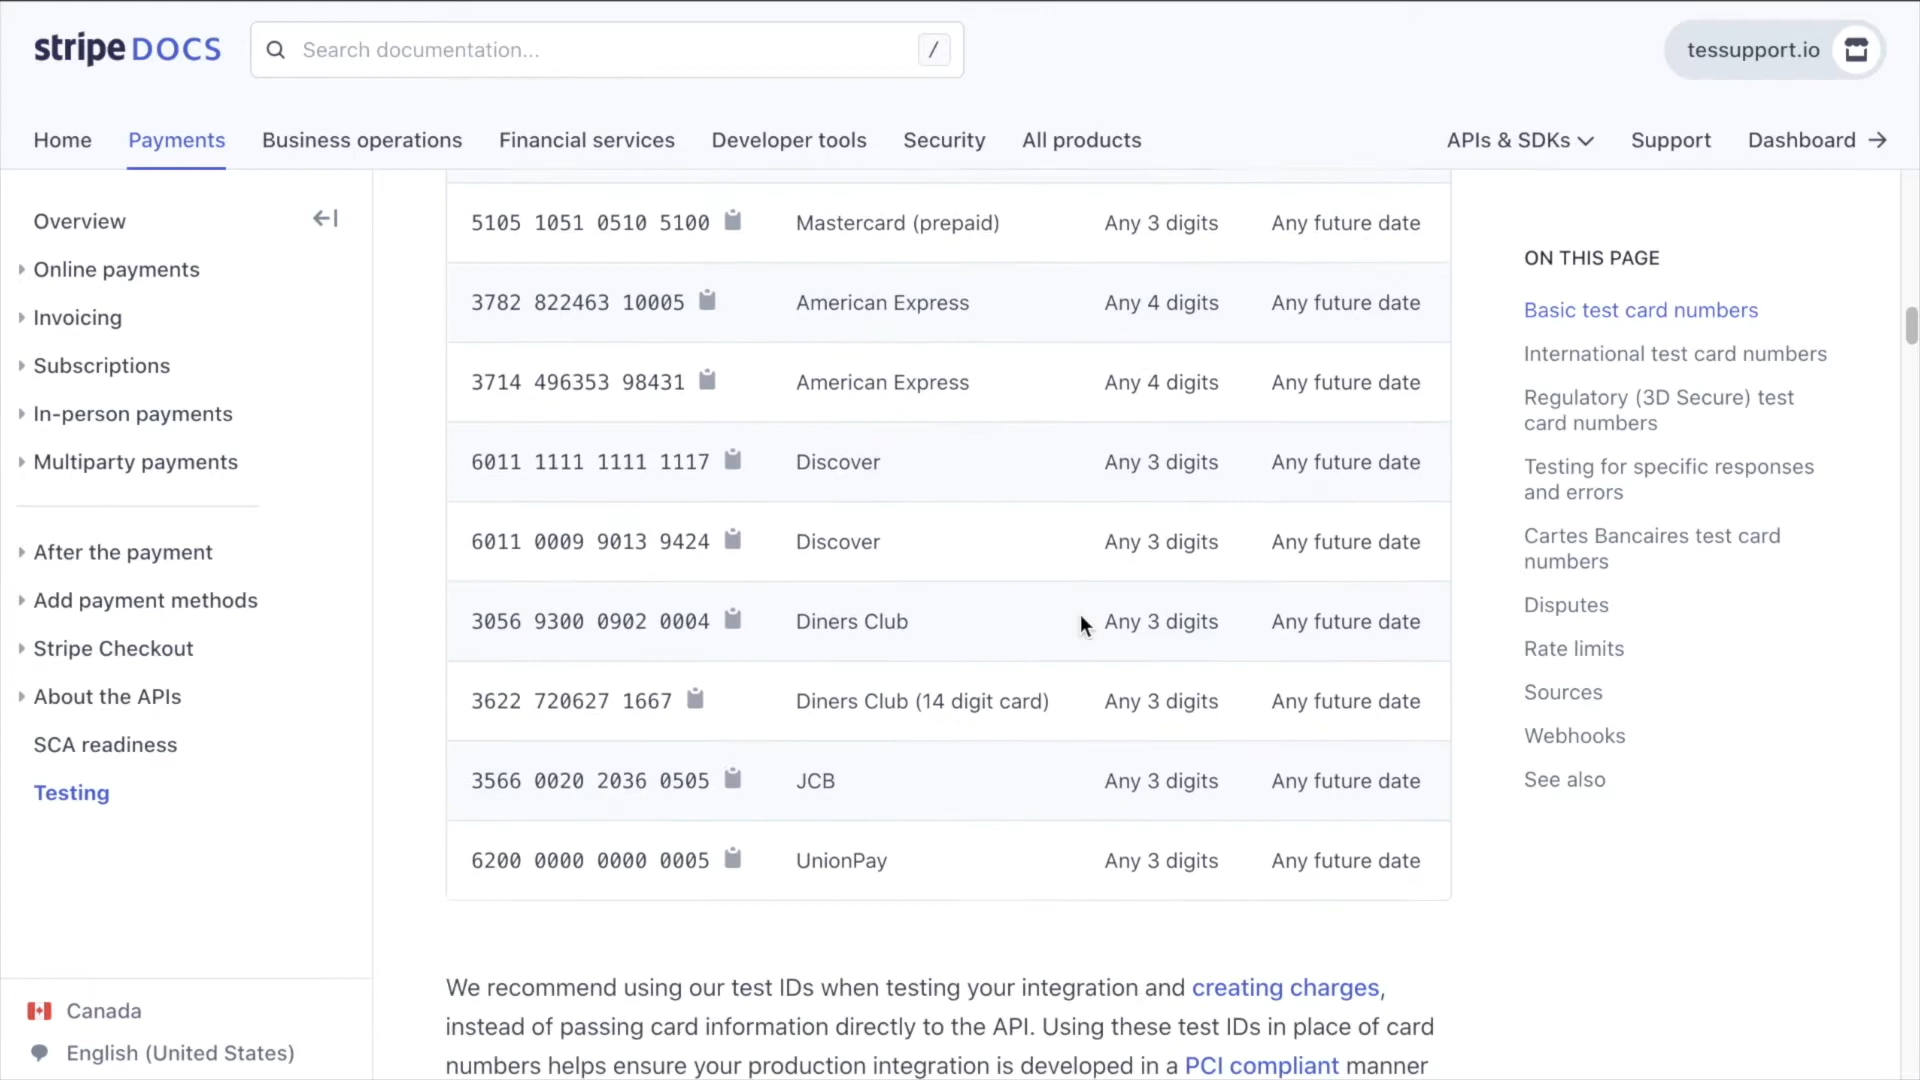 stripe DOCS
Search documentation...
/
tessupport.io
Home Payments Business operations Financial services Developer tools Security All products APIs & SDKs Support Dashboard →
Overview
Online payments
Invoicing
Subscriptions
In-person payments
Multiparty payments
After the payment
Add payment methods
Stripe Checkout
About the APIs
SCA readiness
Testing
Canada
English (United States)
5105 1051 0510 5100 Mastercard (prepaid) Any 3 digits Any future date
3782 822463 10005 American Express Any 4 digits Any future date
3714 496353 98431 American Express Any 4 digits Any future date
6011 1111 1111 1117 Discover Any 3 digits Any future date
6011 0009 9013 9424 Discover Any 3 digits Any future date
3056 9300 0902 0004 Diners Club Any 3 digits Any future date
3622 720627 1667 Diners Club (14 digit card) Any 3 digits Any future date
3566 0020 2036 0505 JCB Any 3 digits Any future date
6200 0000 0000 0005 UnionPay Any 3 digits Any future date
We recommend using our test IDs when testing your integration and creating charges,
instead of passing card information directly to the API. Using these test IDs in place of card
numbers helps ensure your production integration is developed in a PCI compliant manner
ON THIS PAGE
Basic test card numbers
International test card numbers
Regulatory (3D Secure) test
card numbers
Testing for specific responses
and errors
Cartes Bancaires test card
numbers
Disputes
Rate limits
Sources
Webhooks
See also